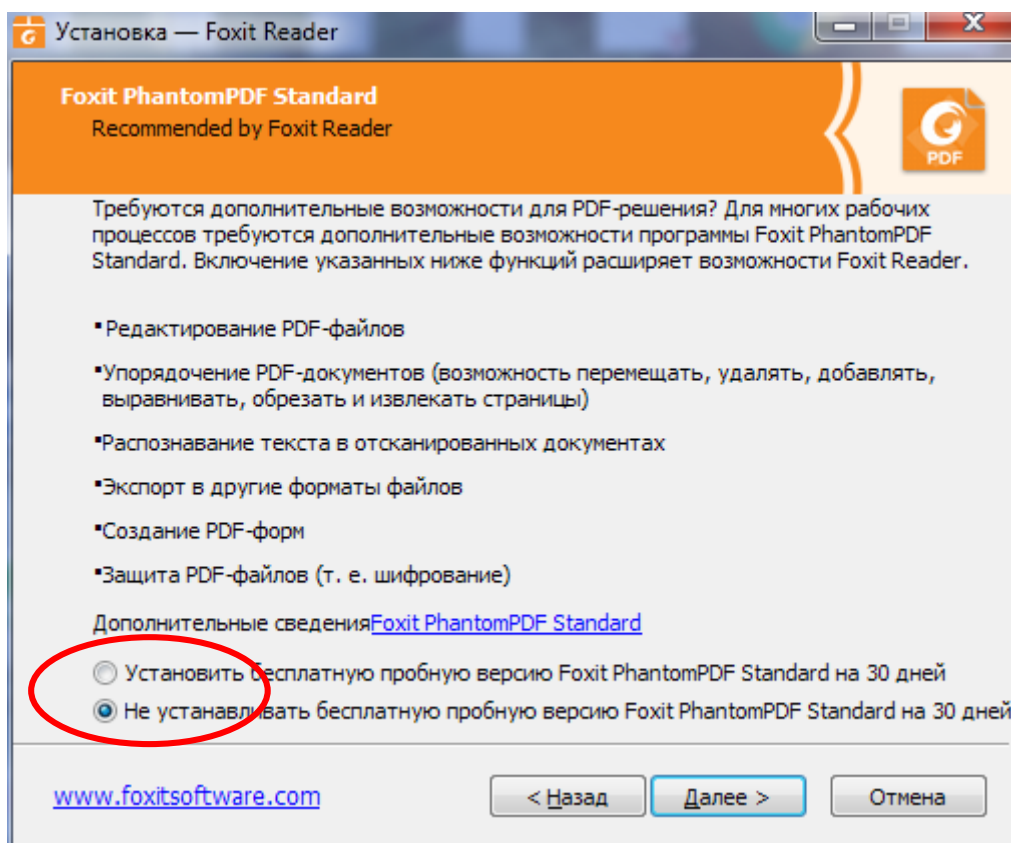 Установка — Foxit Reader
Foxit PhantomPDF Standard
Recommended by Foxit Reader
PDF
Требуются дополнительные возможности для PDF-решения? Для многих рабочих
процессов требуются дополнительные возможности программы Foxit PhantomPDF
Standard. Включение указанных ниже функций расширяет возможности Foxit Reader.
▪Редактирование PDF-файлов
▪Упорядочение PDF-документов (возможность перемещать, удалять, добавлять,
выравнивать, обрезать и извлекать страницы)
▪Распознавание текста в отсканированных документах
▪Экспорт в другие форматы файлов
▪Создание PDF-форм
▪Защита PDF-файлов (т. е. шифрование)
Дополнительные сведенияFoxit PhantomPDF Standard
Установить бесплатную пробную версию Foxit PhantomPDF Standard на 30 дней
Не устанавливать бесплатную пробную версию Foxit PhantomPDF Standard на 30 дней
www.foxitsoftware.com < Назад Далее > Отмена